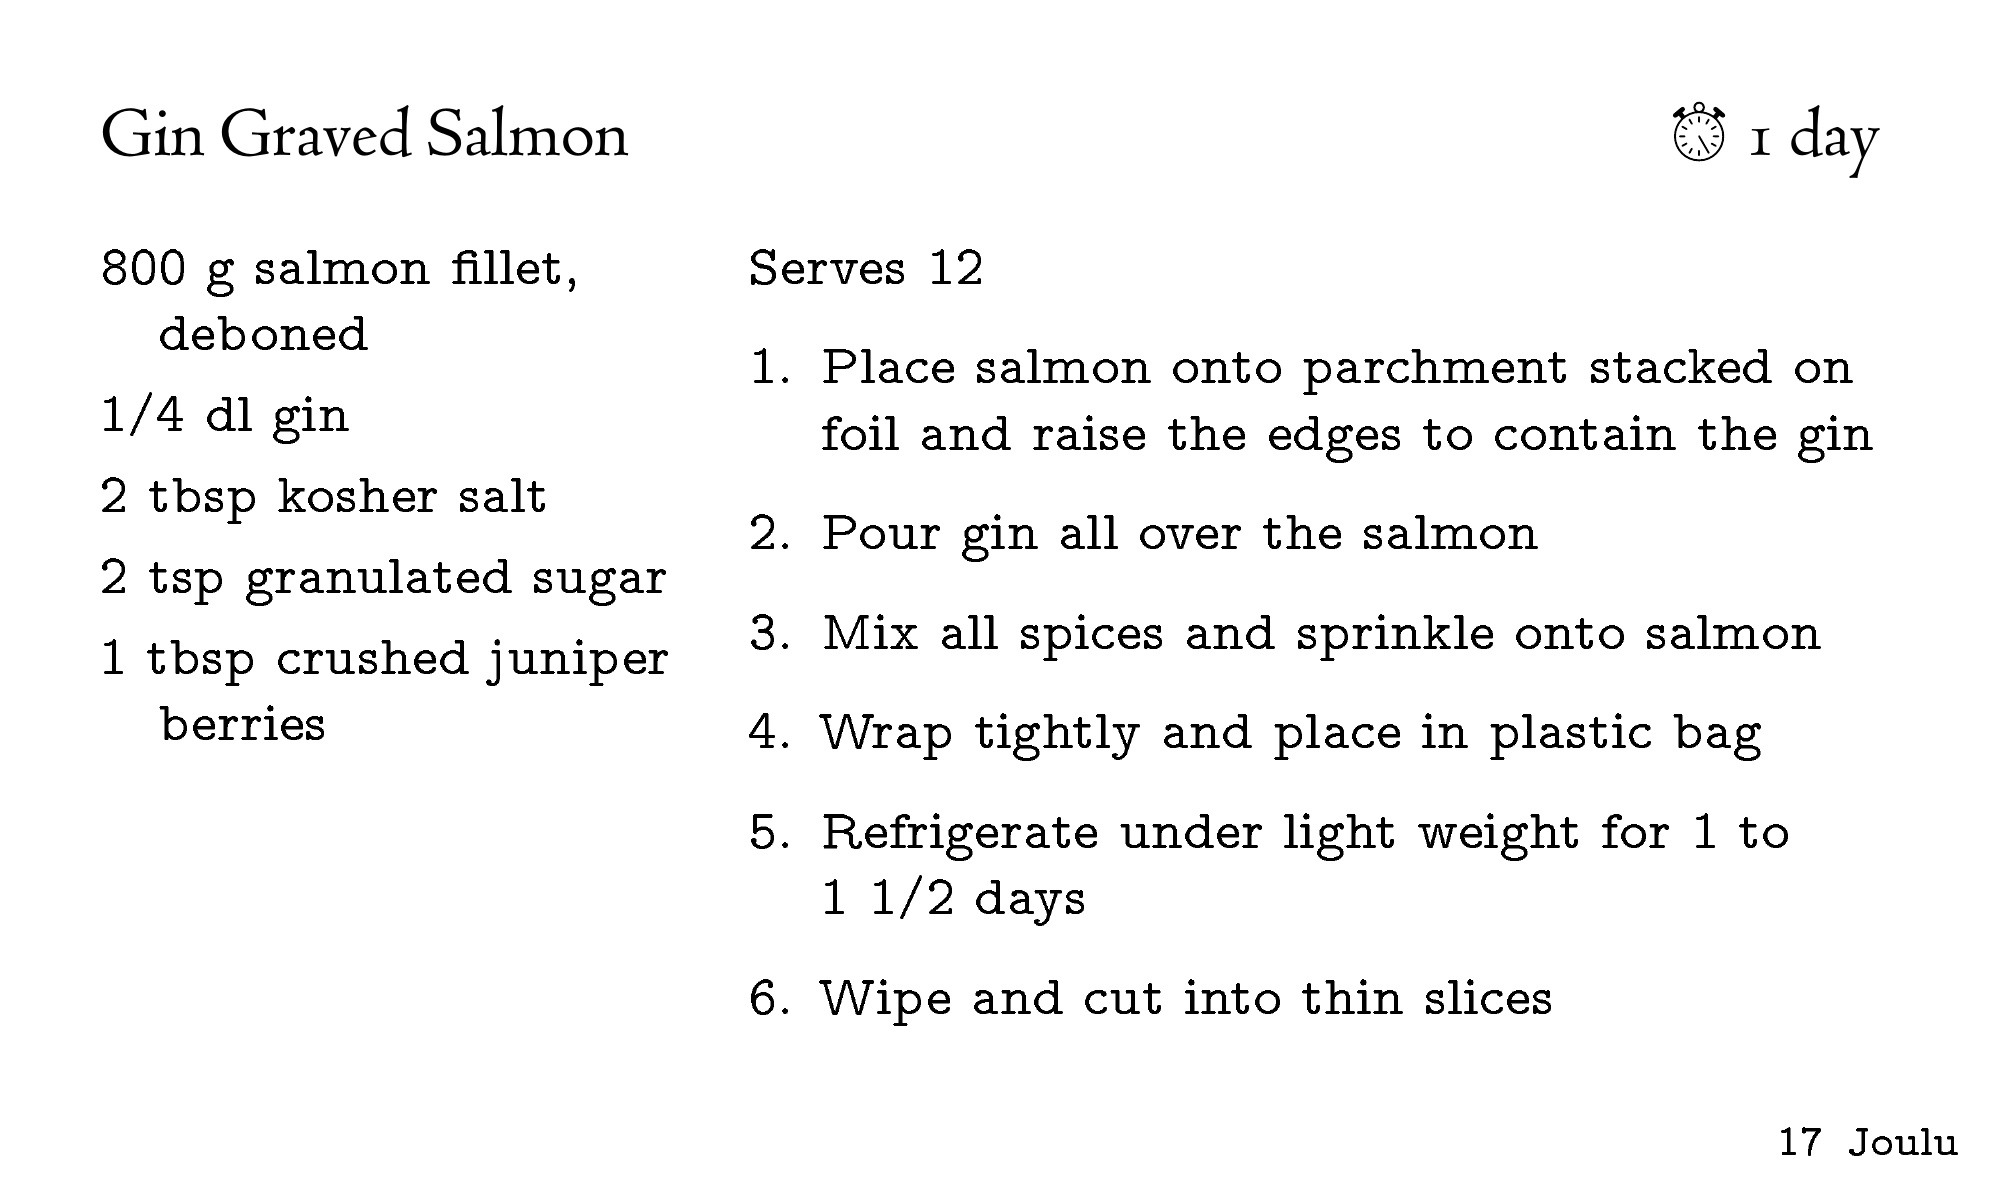 Gin Graved Salmon
⏱ 1 day
800 g salmon fillet,
deboned
1/4 dl gin
2 tbsp kosher salt
2 tsp granulated sugar
1 tbsp crushed juniper
berries
Serves 12
1. Place salmon onto parchment stacked on
foil and raise the edges to contain the gin
2. Pour gin all over the salmon
3. Mix all spices and sprinkle onto salmon
4. Wrap tightly and place in plastic bag
5. Refrigerate under light weight for 1 to
1 1/2 days
6. Wipe and cut into thin slices
17 Joulu